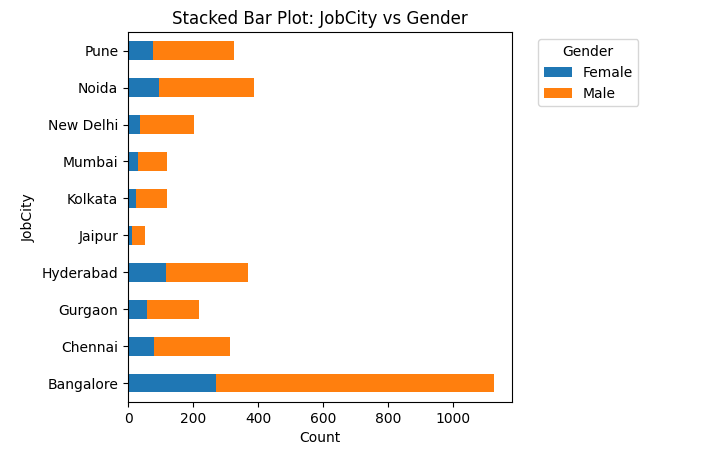 Stacked Bar Plot: JobCity vs Gender
Gender
Female
Male
JobCity
Pune
Noida
New Delhi
Mumbai
Kolkata
Jaipur
Hyderabad
Gurgaon
Chennai
Bangalore
0 200 400 600 800 1000
Count